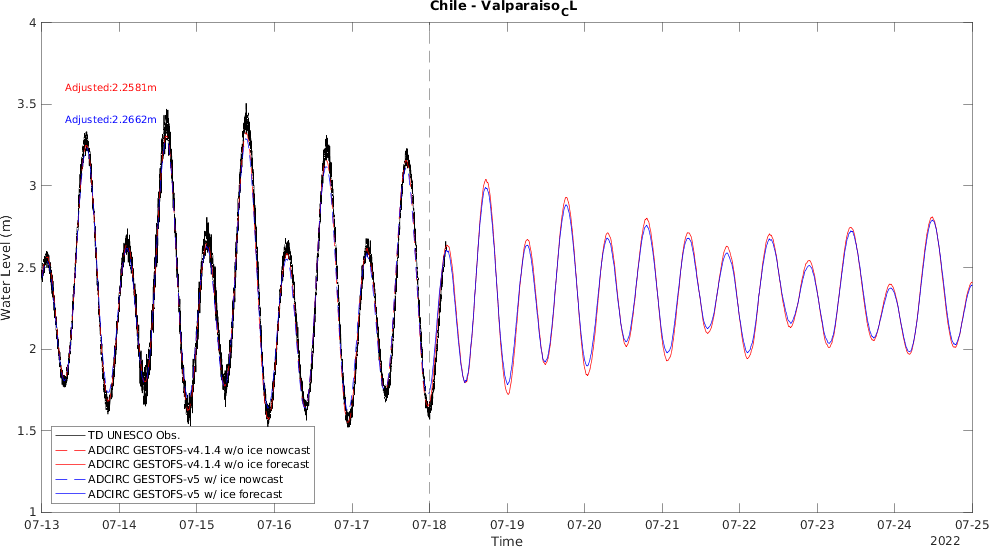 Chile - Valparaiso_CL
4
3.5
3
2.5
2
1.5
1
Water Level (m)
Adjusted:2.2581m
Adjusted:2.2662m
TD UNESCO Obs.
ADCIRC GESTOFS-v4.1.4 w/o ice nowcast
ADCIRC GESTOFS-v4.1.4 w/o ice forecast
ADCIRC GESTOFS-v5 w/ ice nowcast
ADCIRC GESTOFS-v5 w/ ice forecast
07-13 07-14 07-15 07-16 07-17 07-18 07-19 07-20 07-21 07-22 07-23 07-24 07-25
Time
2022